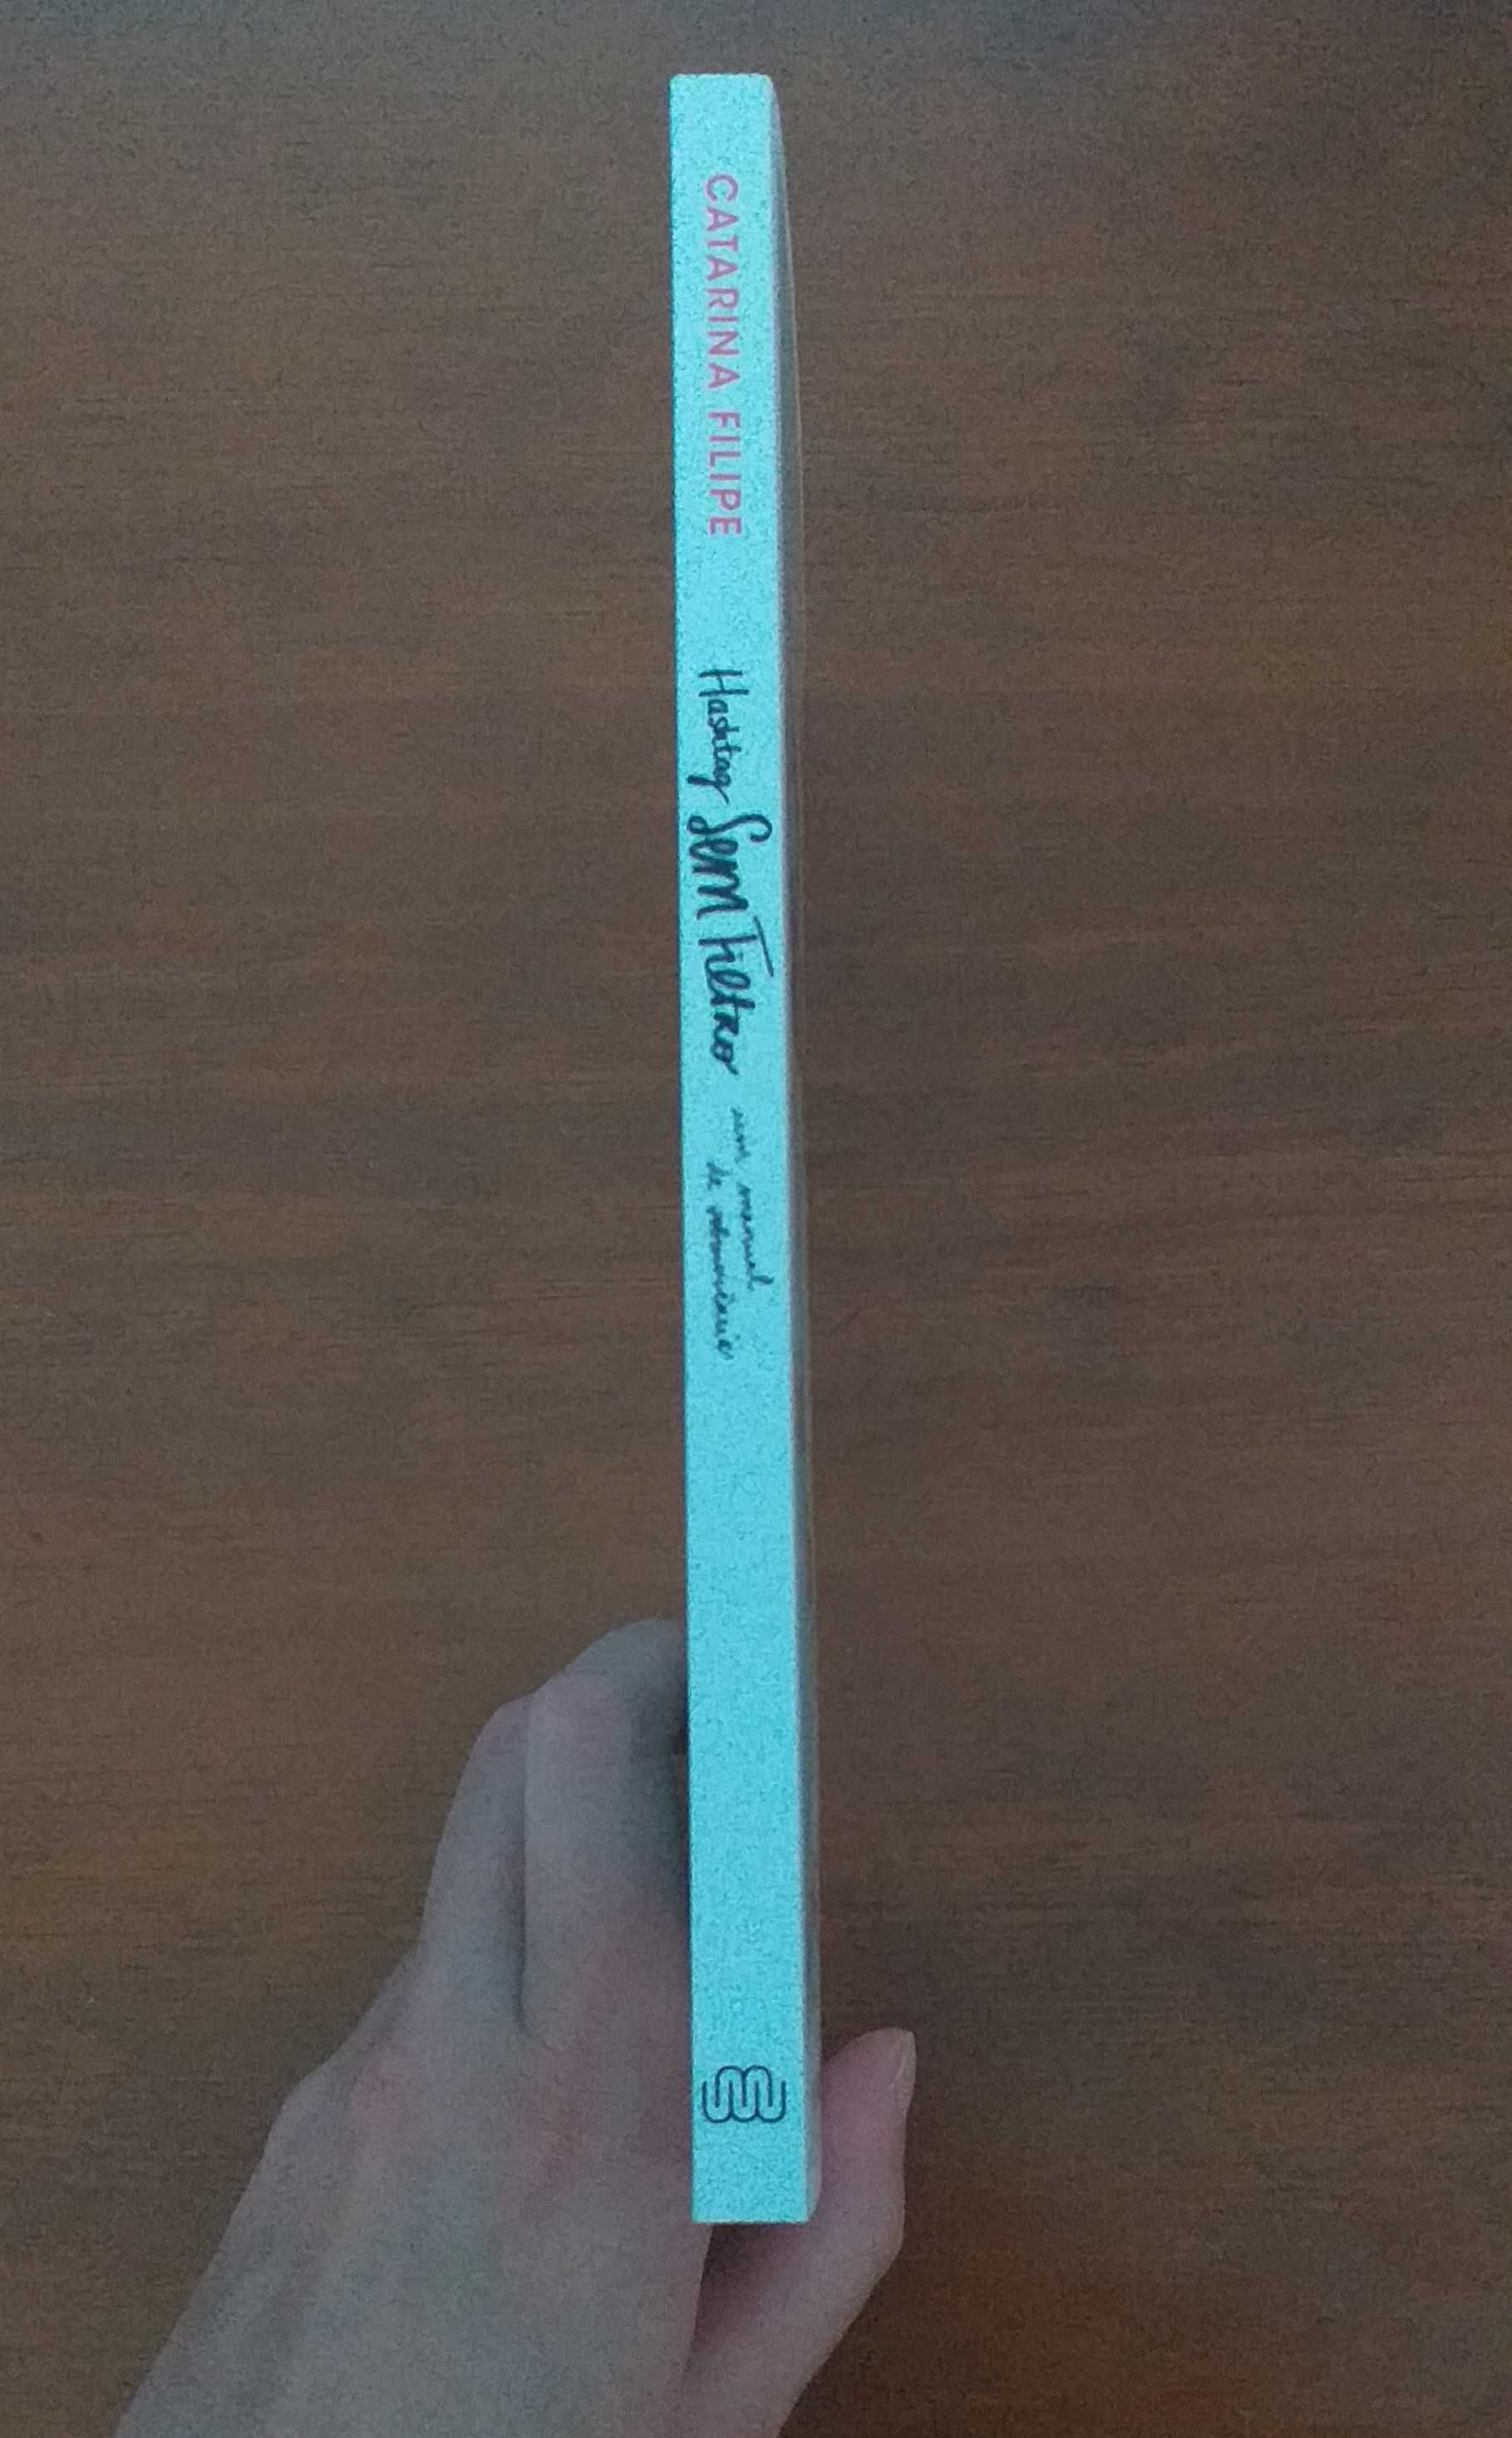 CATARINA FILIPE
Hashtag Sem Filtro
um manual
de